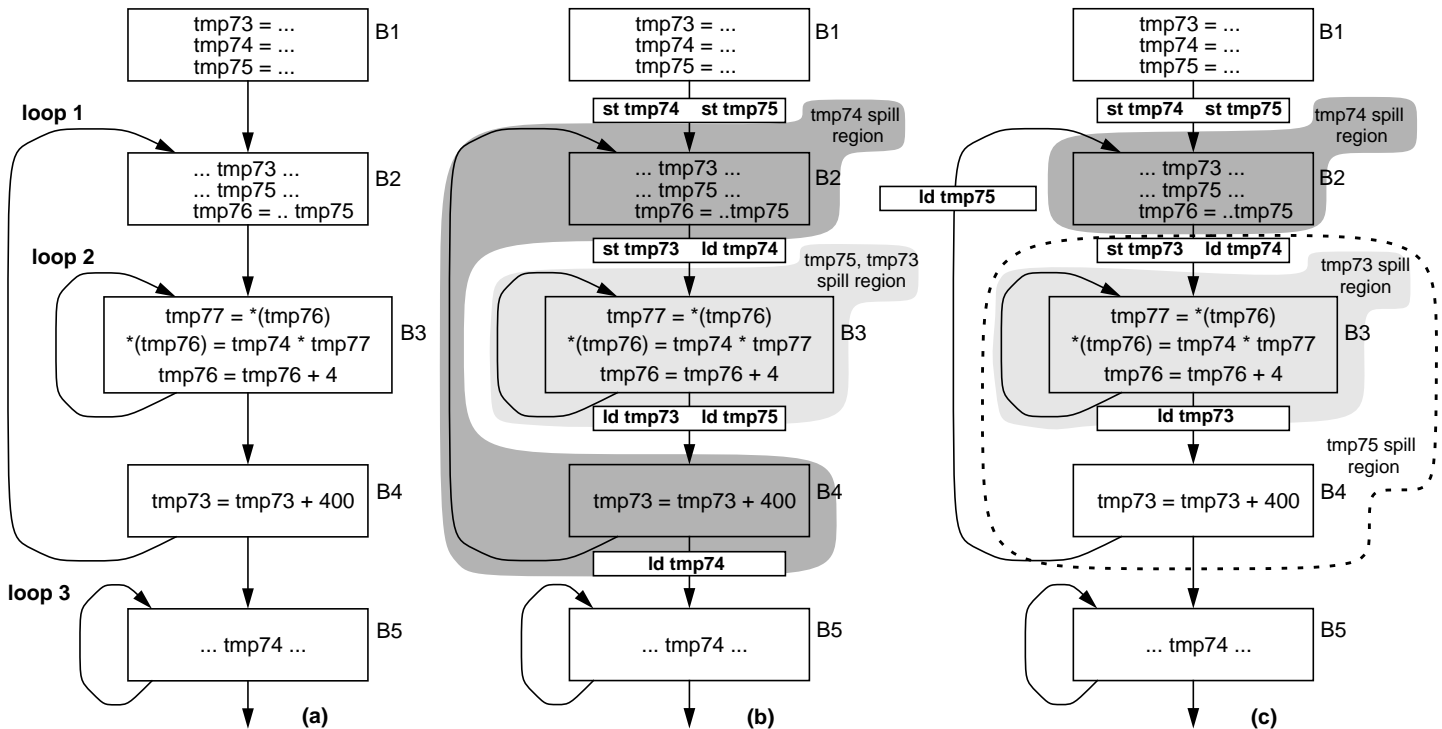 tmp73 = ...
tmp74 = ...
tmp75 = ...
B1
loop 1
... tmp73 ...
... tmp75 ...
tmp76 = .. tmp75
B2
loop 2
tmp77 = *(tmp76)
*(tmp76) = tmp74 * tmp77
tmp76 = tmp76 + 4
B3
tmp73 = tmp73 + 400
B4
loop 3
... tmp74 ...
B5
(a)
tmp73 = ...
tmp74 = ...
tmp75 = ...
B1
st tmp74 st tmp75
tmp74 spill
region
... tmp73 ...
... tmp75 ...
tmp76 = ..tmp75
B2
st tmp73 ld tmp74
tmp75, tmp73
spill region
tmp77 = *(tmp76)
*(tmp76) = tmp74 * tmp77
tmp76 = tmp76 + 4
B3
ld tmp73 ld tmp75
tmp73 = tmp73 + 400
B4
ld tmp74
... tmp74 ...
B5
(b)
tmp73 = ...
tmp74 = ...
tmp75 = ...
B1
st tmp74 st tmp75
tmp74 spill
region
... tmp73 ...
... tmp75 ...
tmp76 = ..tmp75
B2
ld tmp75
st tmp73 ld tmp74
tmp73 spill
region
tmp77 = *(tmp76)
*(tmp76) = tmp74 * tmp77
tmp76 = tmp76 + 4
B3
ld tmp73
tmp75 spill
region
tmp73 = tmp73 + 400
B4
... tmp74 ...
B5
(c)